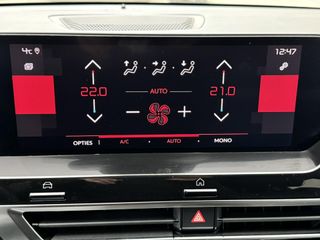 4°C 12:47
AUTO
22.0 21.0
− +
OPTIES A/C AUTO MONO